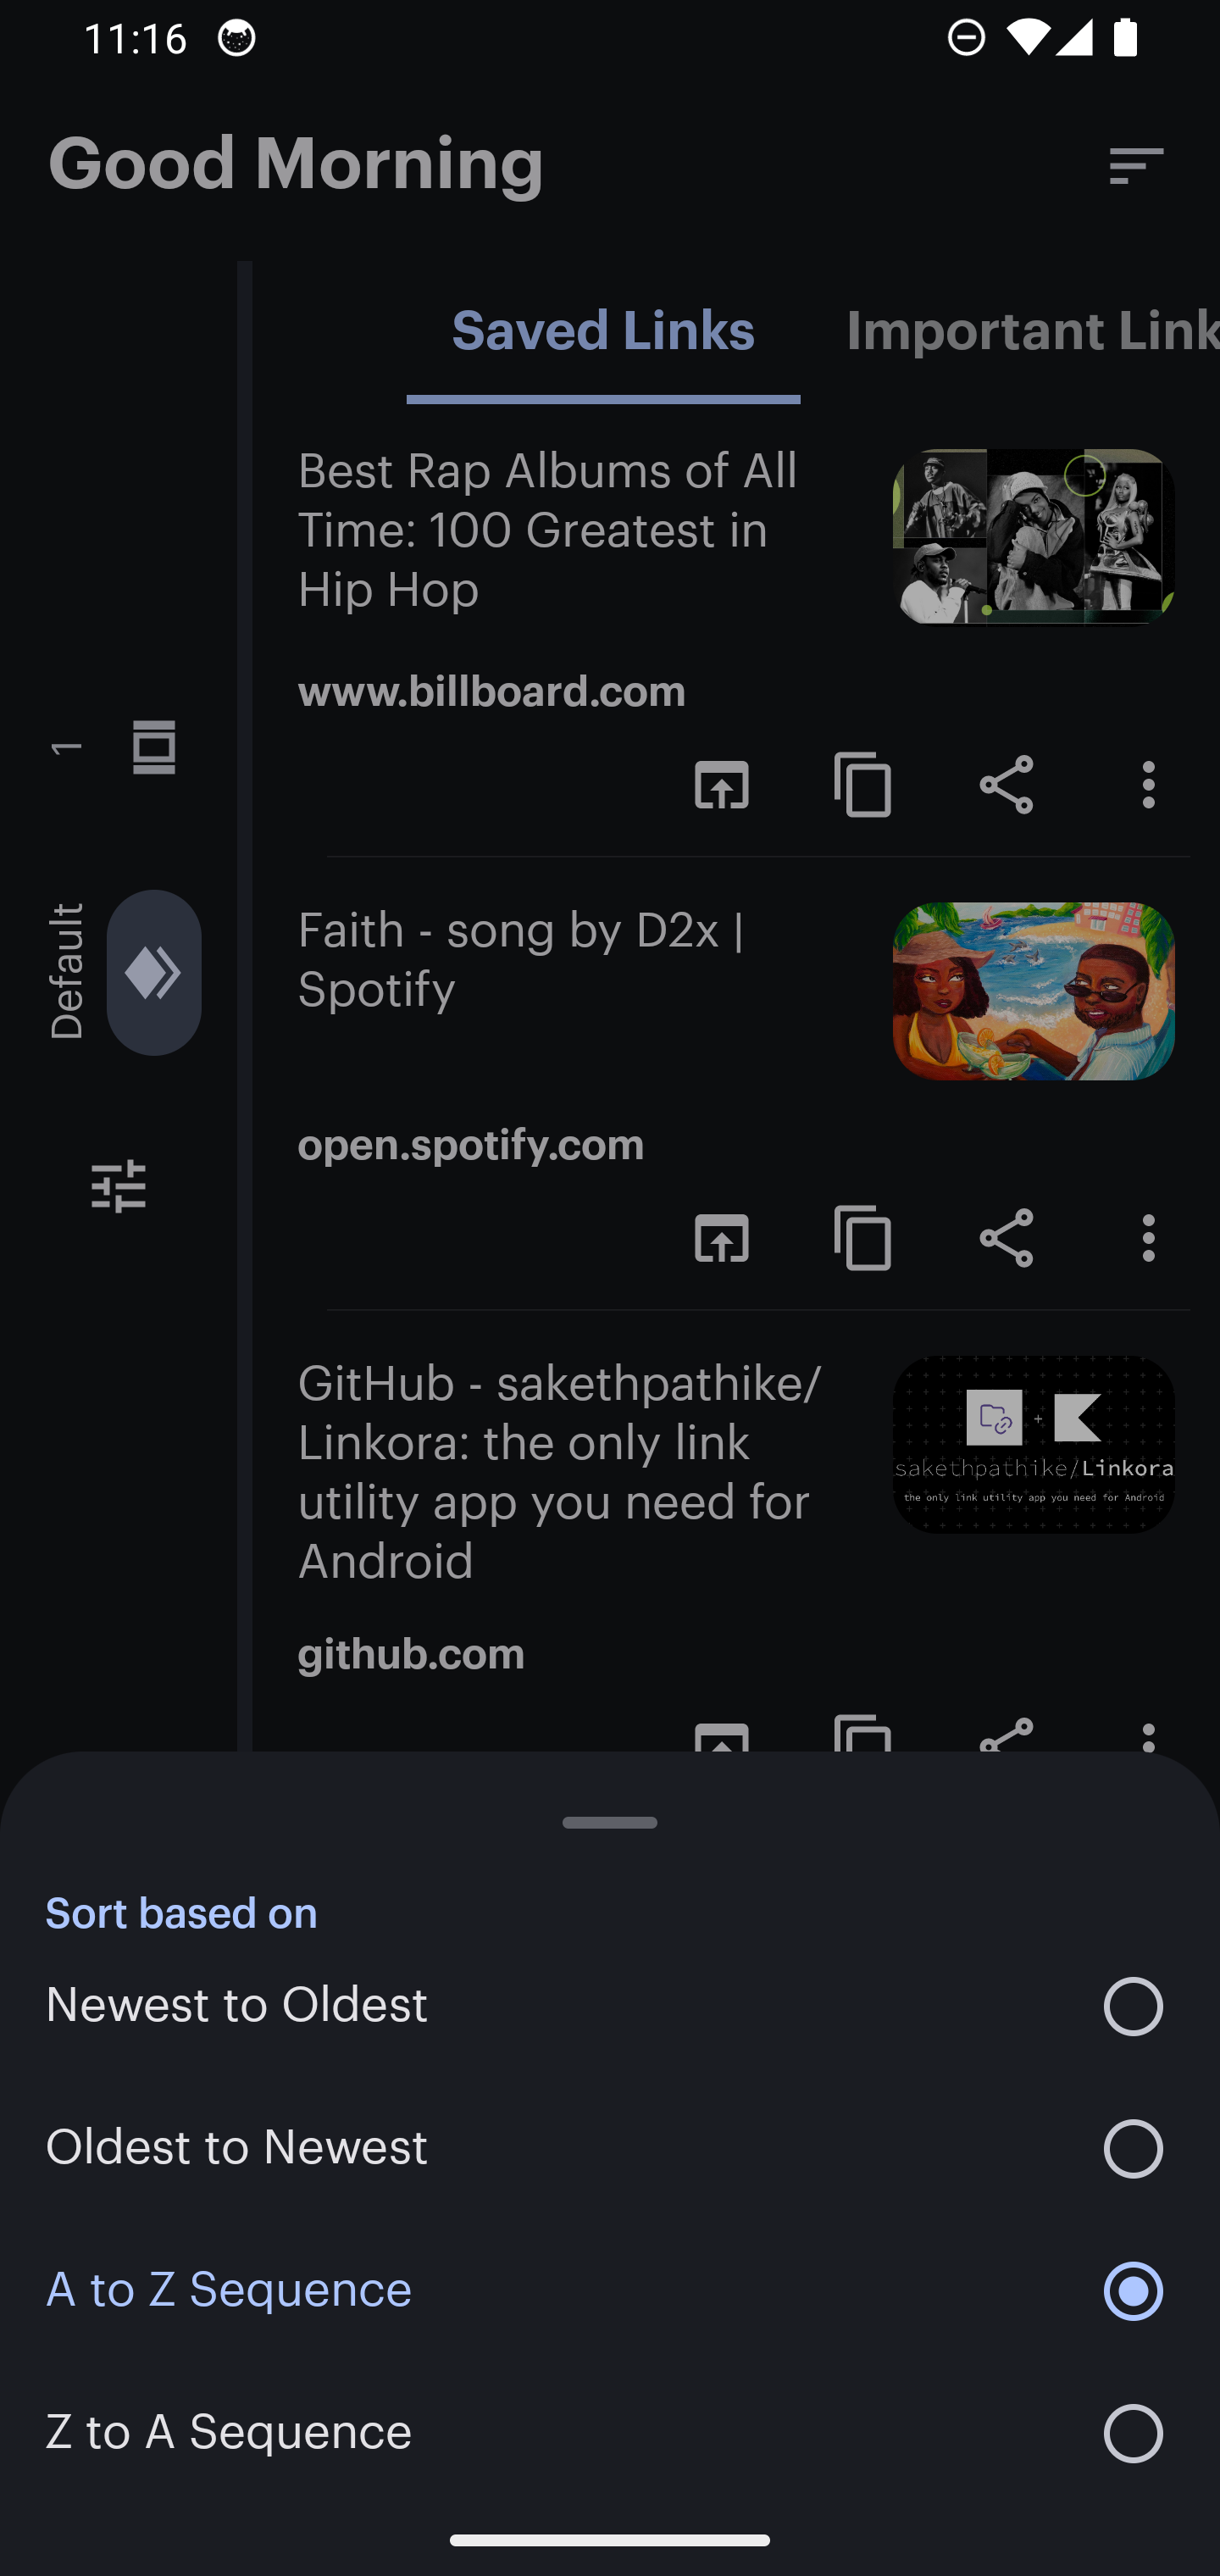 11:16
Good Morning
Saved Links
Important Link
Best Rap Albums of All
Time: 100 Greatest in
Hip Hop
www.billboard.com
1
Default
Faith - song by D2x |
Spotify
open.spotify.com
GitHub - sakethpathike/
Linkora: the only link
utility app you need for
Android
sakethpathike/Linkora
the only link utility app you need for Android
github.com
Sort based on
Newest to Oldest
Oldest to Newest
A to Z Sequence
Z to A Sequence